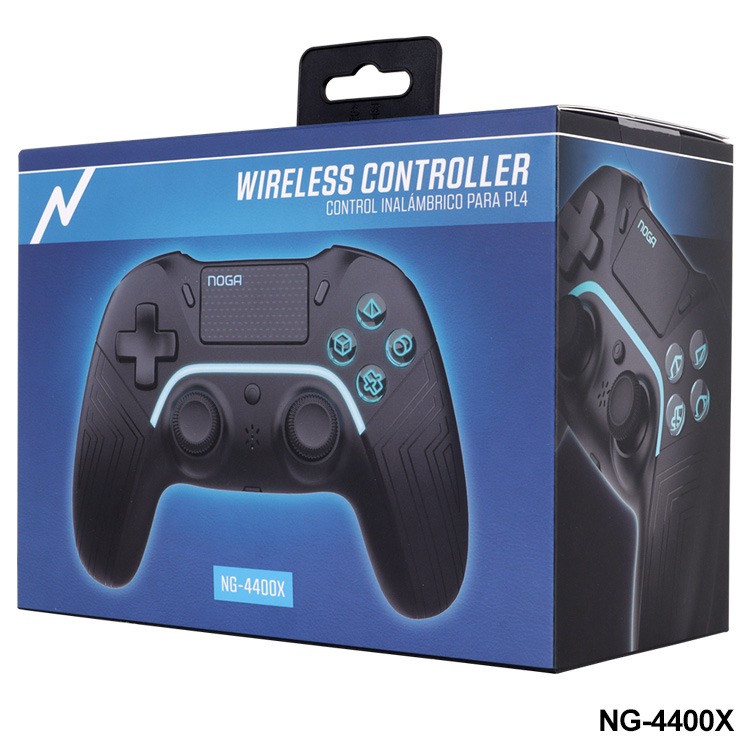 WIRELESS CONTROLLER
CONTROL INALÁMBRICO PARA PL4
NOGA
NOGA
NG-4400X
NG-4400X